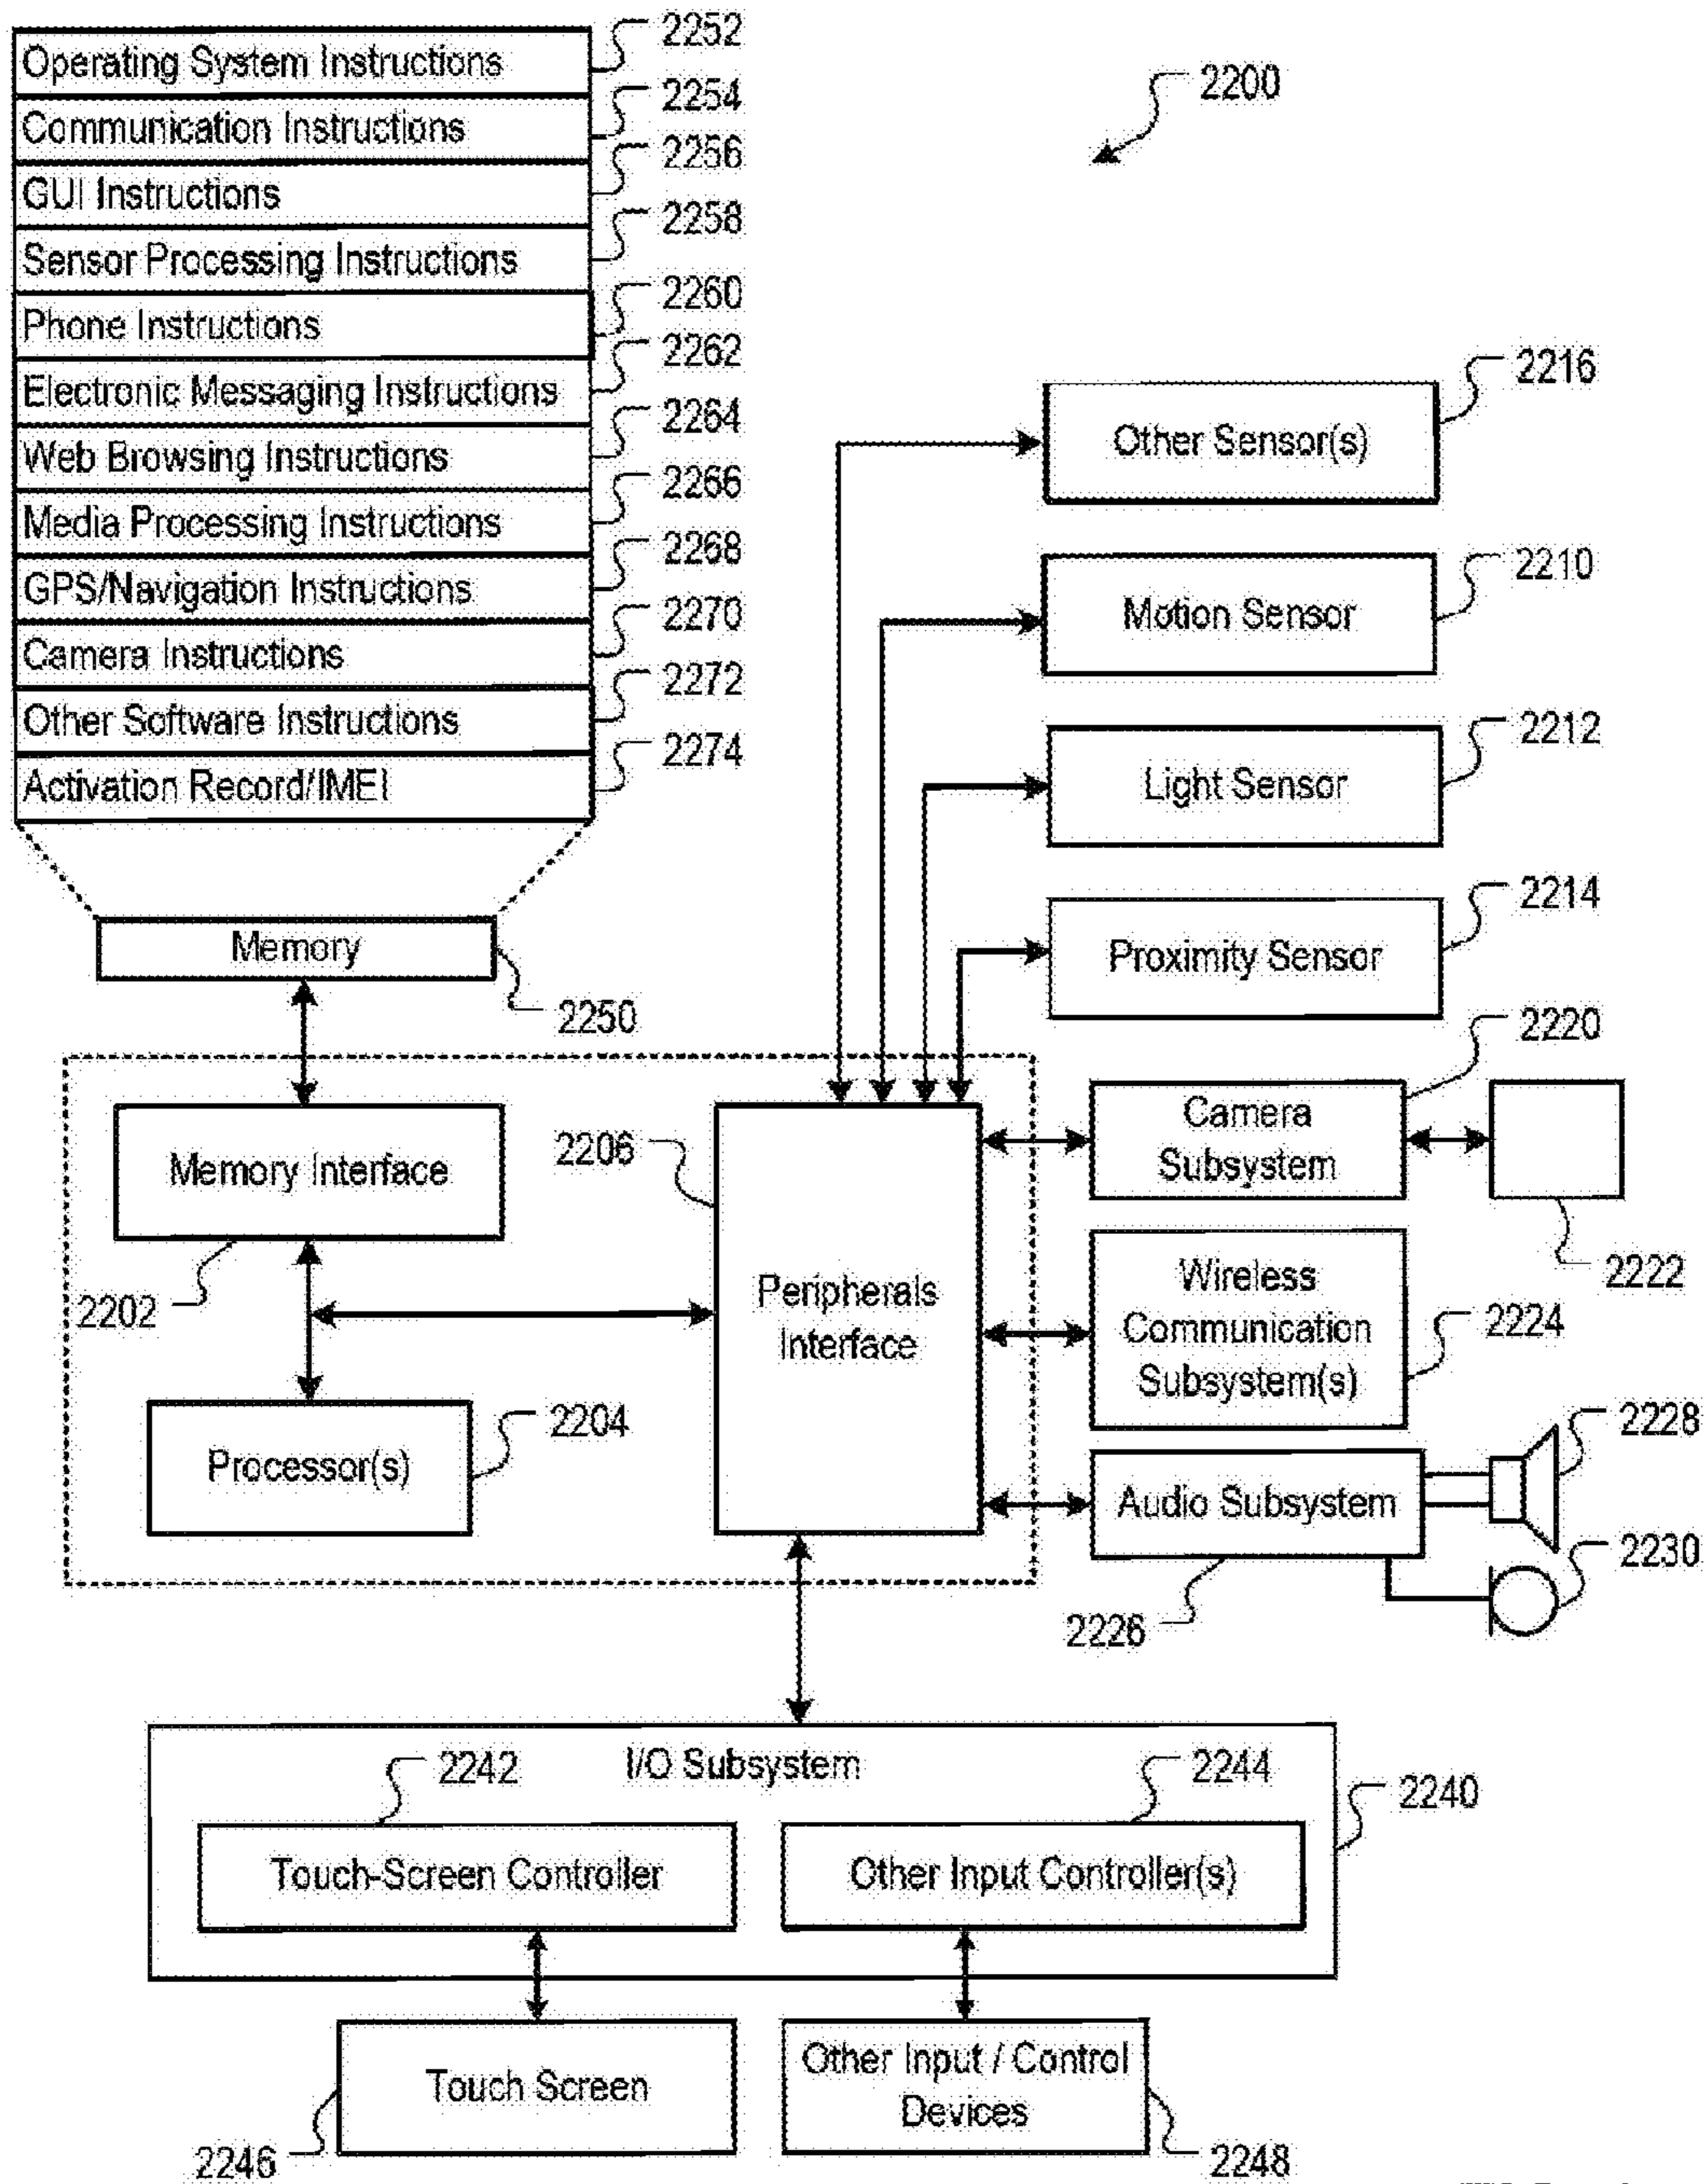 2252
Operating System Instructions
2254
Communication Instructions
2256
GUI Instructions
2258
Sensor Processing Instructions
2260
Phone Instructions
2262
Electronic Messaging Instructions
2264
Web Browsing Instructions
2266
Media Processing Instructions
2268
GPS/Navigation Instructions
2270
Camera Instructions
2272
Other Software Instructions
2274
Activation Record/IMEI
Memory
2250
2200
2216
Other Sensor(s)
2210
Motion Sensor
2212
Light Sensor
2214
Proximity Sensor
2220
Camera
Subsystem
2222
Memory Interface
2202
2206
Peripherals
Interface
Wireless
Communication
Subsystem(s)
2224
Processor(s)
2204
2228
Audio Subsystem
2226
2230
I/O Subsystem
2242
2244
2240
Touch-Screen Controller
Other Input Controller(s)
Touch Screen
2246
Other Input / Control
Devices
2248